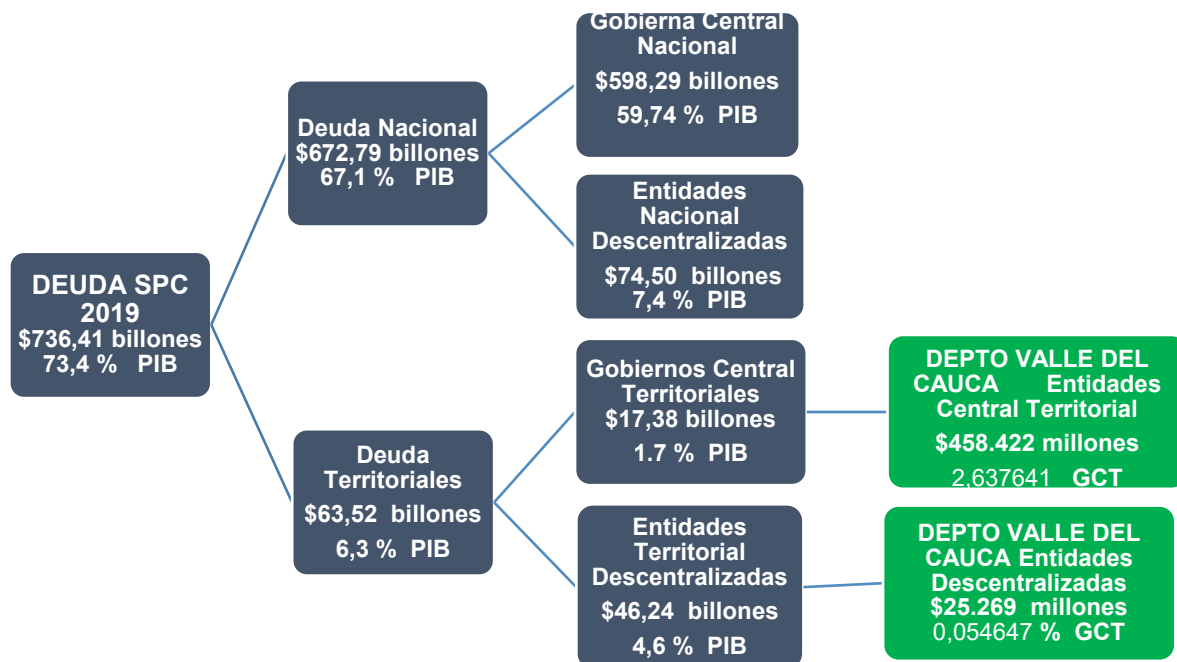 DEUDA SPC
2019
$736,41 billones
73,4 % PIB
Deuda Nacional
$672,79 billones
67,1 % PIB
Gobierna Central
Nacional
$598,29 billones
59,74 % PIB
Entidades
Nacional
Descentralizadas
$74,50 billones
7,4 % PIB
Deuda
Territoriales
$63,52 billones
6,3 % PIB
Gobiernos Central
Territoriales
$17,38 billones
1.7 % PIB
DEPTO VALLE DEL
CAUCA Entidades
Central Territorial
$458.422 millones
2,637641 GCT
Entidades
Territorial
Descentralizadas
$46,24 billones
4,6 % PIB
DEPTO VALLE DEL
CAUCA Entidades
Descentralizadas
$25.269 millones
0,054647 % GCT